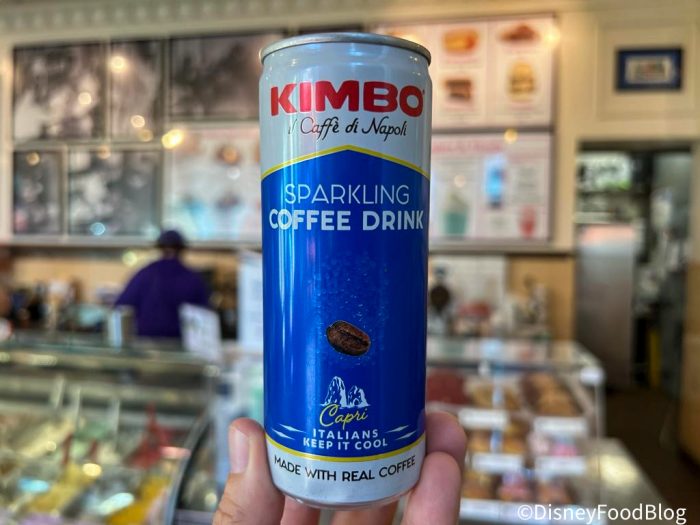 KIMBO®
il Caffè di Napoli
SPARKLING
COFFEE DRINK
Capri
ITALIANS
KEEP IT COOL
MADE WITH REAL COFFEE
©DisneyFoodBlog